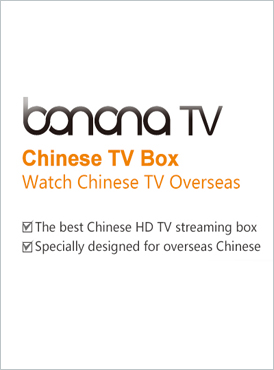 bonana TV
Chinese TV Box
Watch Chinese TV Overseas
The best Chinese HD TV streaming box
Specially designed for overseas Chinese